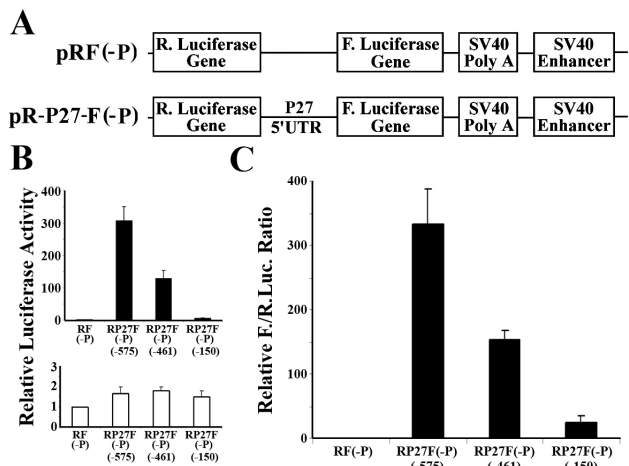 A
pRF(-P)
R. Luciferase
Gene
F. Luciferase
Gene
SV40
Poly A
SV40
Enhancer
pR-P27-F(-P)
R. Luciferase
Gene
P27
5'UTR
F. Luciferase
Gene
SV40
Poly A
SV40
Enhancer
B
Relative Luciferase Activity
400
300
200
100
0
RF
(-P)
RP27F
(-P)
(-575)
RP27F
(-P)
(-461)
RP27F
(-P)
(-150)
3
2
1
0
RF
(-P)
RP27F
(-P)
(-575)
RP27F
(-P)
(-461)
RP27F
(-P)
(-150)
C
Relative F./R.Luc. Ratio
400
300
200
100
0
RF(-P)
RP27F(-P)
(-575)
RP27F(-P)
(-461)
RP27F(-P)
(-150)